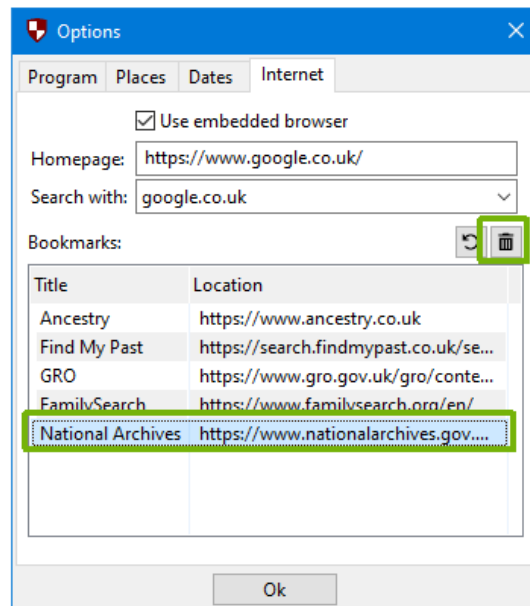 Options
Program Places Dates Internet
Use embedded browser
Homepage: https://www.google.co.uk/
Search with: google.co.uk
Bookmarks:
Title Location
Ancestry https://www.ancestry.co.uk
Find My Past https://search.findmypast.co.uk/se...
GRO https://www.gro.gov.uk/gro/conte...
FamilySearch https://www.familysearch.org/en/
National Archives https://www.nationalarchives.gov....
Ok